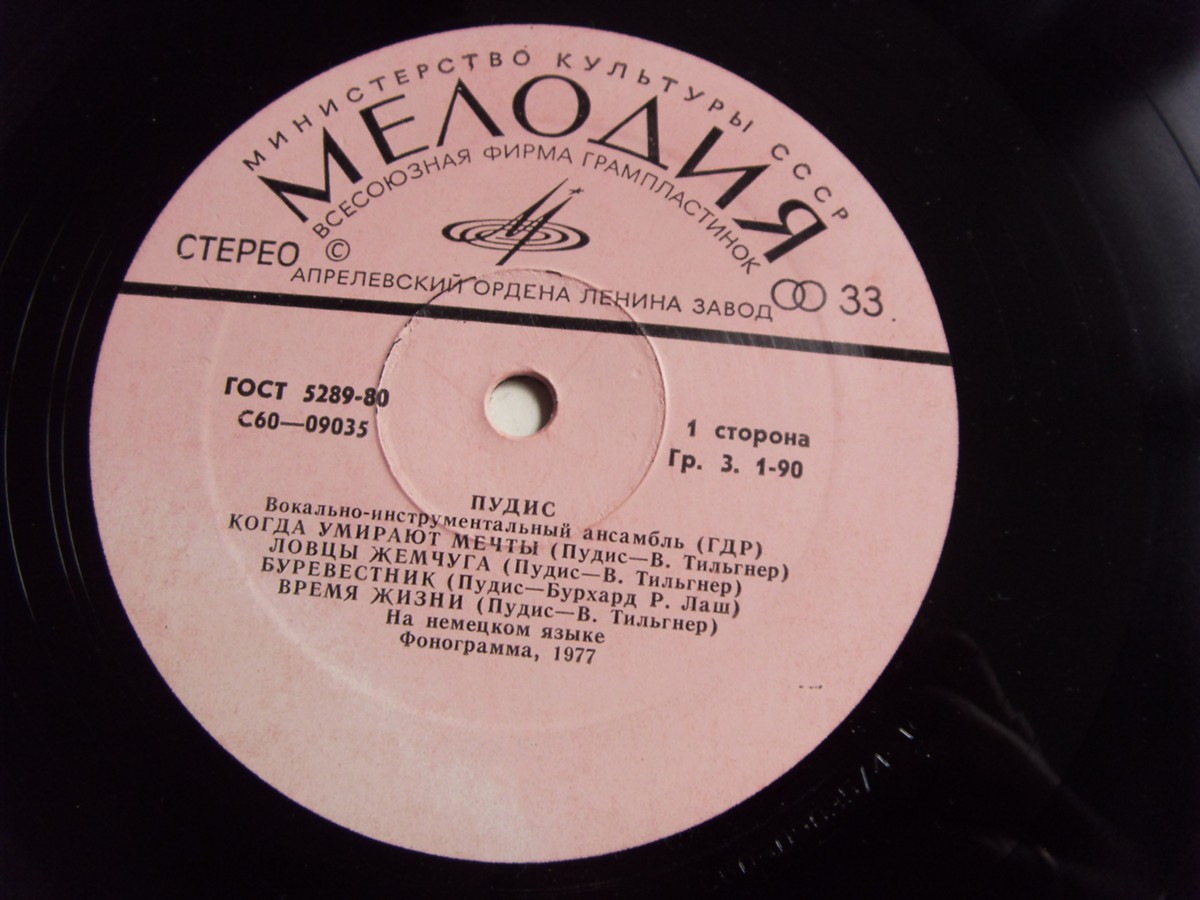 МИНИСТЕРСТВО КУЛЬТУРЫ СССР
МЕЛОДИЯ
ВСЕСОЮЗНАЯ ФИРМА ГРАМПЛАСТИНОК
СТЕРЕО ©
33
АПРЕЛЕВСКИЙ ОРДЕНА ЛЕНИНА ЗАВОД
ГОСТ 5289-80
С60—09035
1 сторона
Гр. 3. 1-90
ПУДИС
Вокально-инструментальный ансамбль (ГДР)
КОГДА УМИРАЮТ МЕЧТЫ (Пудис—В. Тильгнер)
ЛОВЦЫ ЖЕМЧУГА (Пудис—В. Тильгнер)
БУРЕВЕСТНИК (Пудис—Бурхард Р. Лаш)
ВРЕМЯ ЖИЗНИ (Пудис—В. Тильгнер)
На немецком языке
Фонограмма, 1977